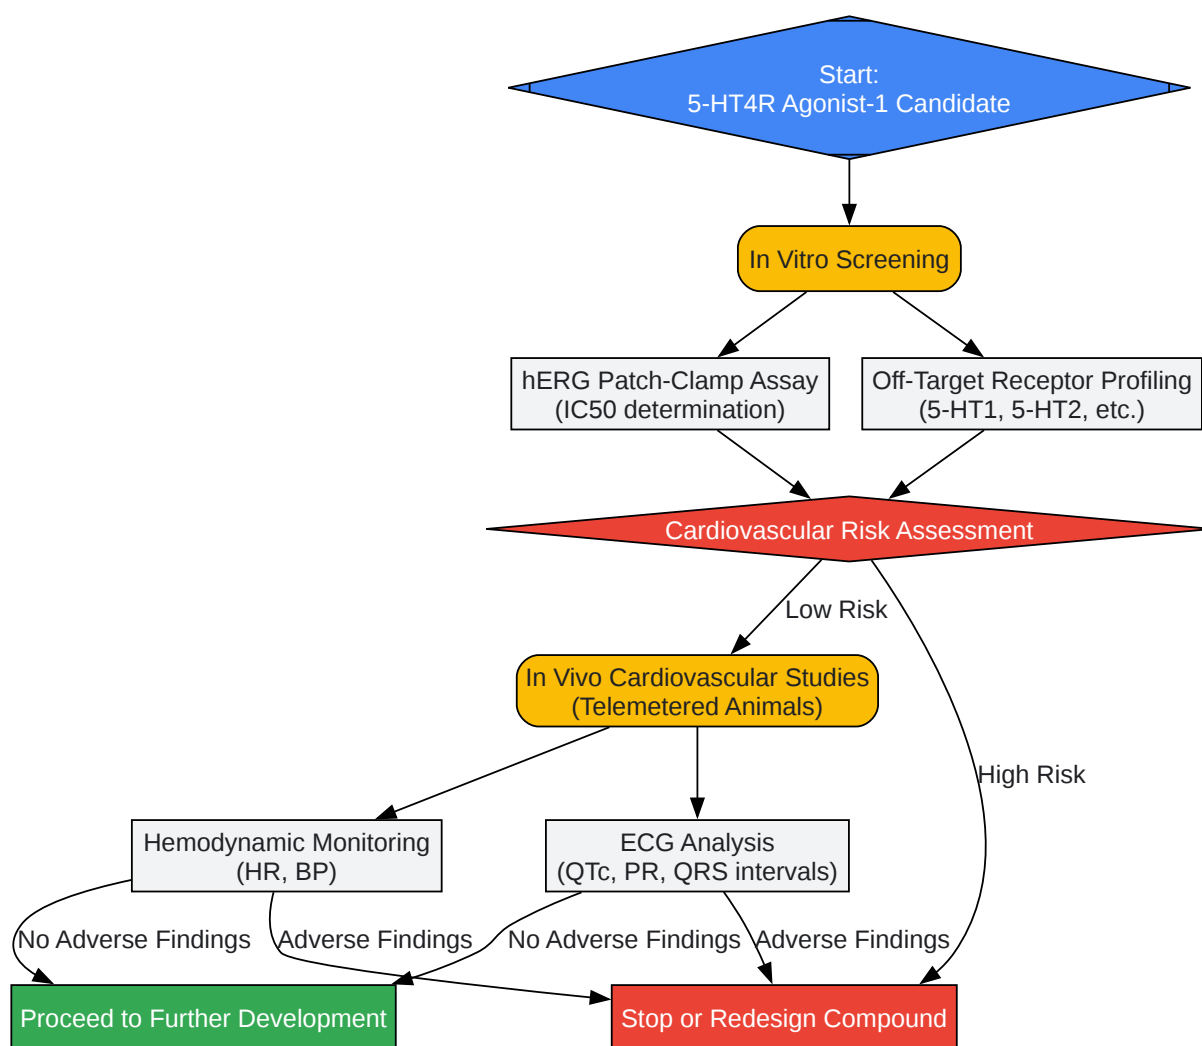 Start:
5-HT4R Agonist-1 Candidate
In Vitro Screening
hERG Patch-Clamp Assay
(IC50 determination)
Off-Target Receptor Profiling
(5-HT1, 5-HT2, etc.)
Cardiovascular Risk Assessment
Low Risk
In Vivo Cardiovascular Studies
(Telemetered Animals)
High Risk
Hemodynamic Monitoring
(HR, BP)
ECG Analysis
(QTc, PR, QRS intervals)
No Adverse Findings
Adverse Findings
No Adverse Findings
Adverse Findings
Proceed to Further Development
Stop or Redesign Compound